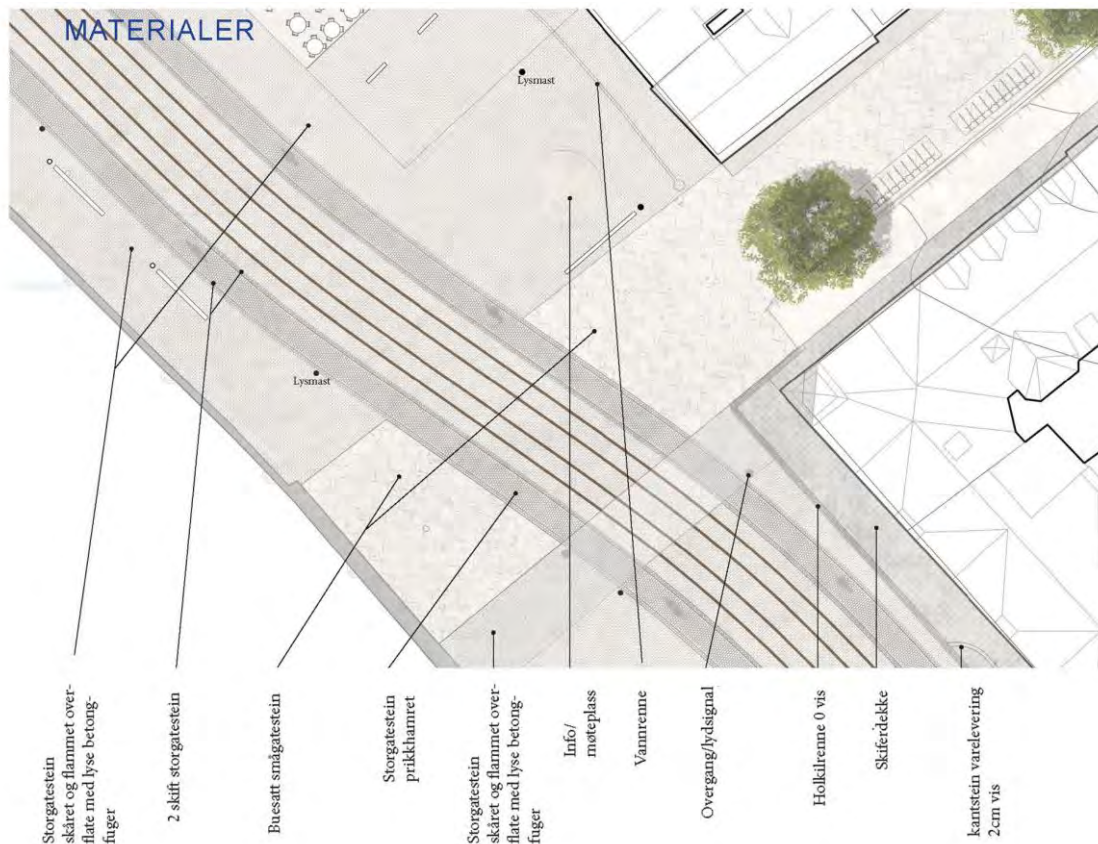 MATERIALER
Lysmast
Lysmast
Storgatestein
skåret og flammet over-
flate med lyse betong-
fuger
2 skift storgatestein
Buesatt smågatestein
Storgatestein
prikkhamret
Storgatestein
skåret og flammet over-
flate med lyse betong-
fuger
Info/
møteplass
Vannrenne
Overgang/lydsignal
Holkilrenne 0 vis
Skiferdekke
kantstein varelevering
2cm vis